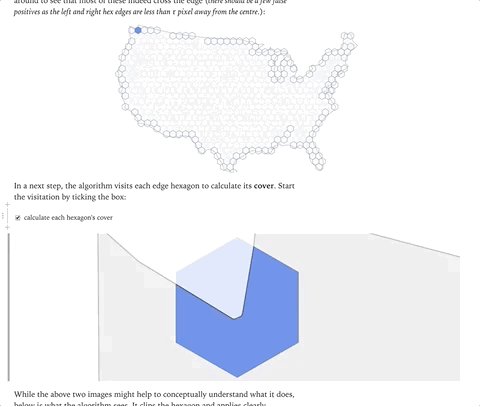 around to see that most of these indeed cross the edge (there should be a few false
positives as the left and right hex edges are less than r pixel away from the centre.):
In a next step, the algorithm visits each edge hexagon to calculate its cover. Start
the visitation by ticking the box:
calculate each hexagon's cover
While the above two images might help to conceptually understand what it does,
below is what the algorithm sees. It clips the hexagon and applies clearly